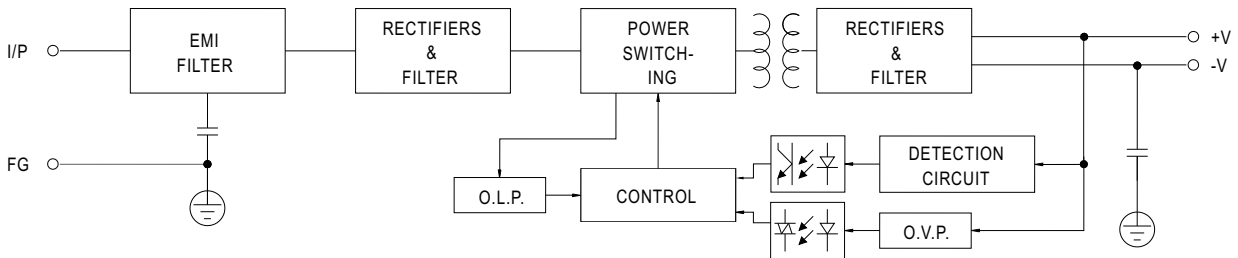 I/P
EMI
FILTER
RECTIFIERS
&
FILTER
POWER
SWITCH-
ING
RECTIFIERS
&
FILTER
+V
-V
FG
O.L.P.
CONTROL
DETECTION
CIRCUIT
O.V.P.